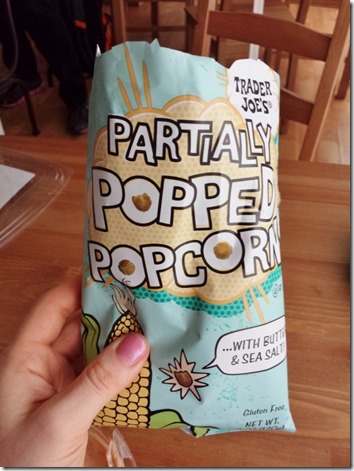 TRADER
JOE'S®
PARTIALLY
POPPED
POPCORN
...WITH BUTTER
& SEA SALT!
Gluten Free
NET WT.